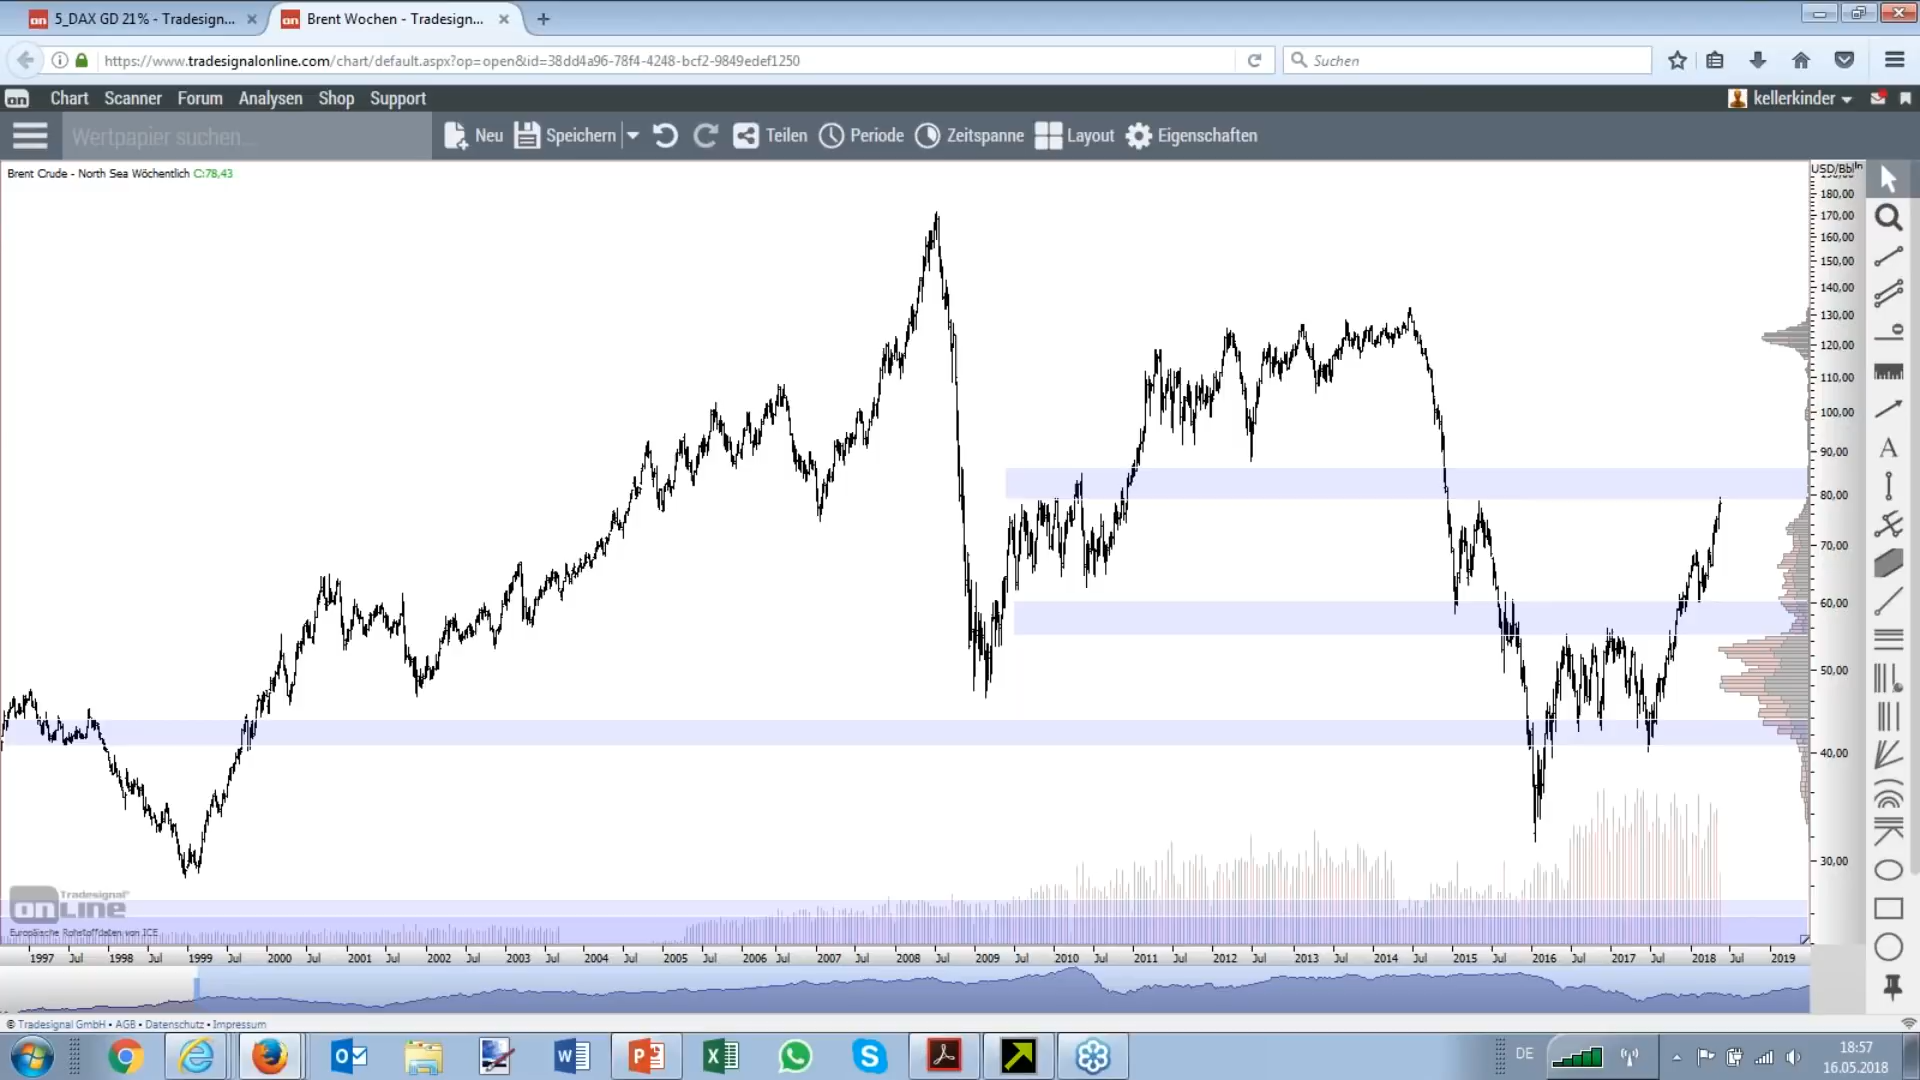 5_DAX GD 21% - Tradesign...
Brent Wochen - Tradesign...
https://www.tradesignalonline.com/chart/default.aspx?op=open&id=38dd4a96-78f4-4248-bcf2-9849edef1250
Suchen
on Chart Scanner Forum Analysen Shop Support kellerkinder
Wertpapier suchen... Neu Speichern Teilen Periode Zeitspanne Layout Eigenschaften
Brent Crude - North Sea Wöchentlich C:78,43
USD/Bbl ln
180,00
170,00
160,00
150,00
140,00
130,00
120,00
110,00
100,00
90,00
80,00
70,00
60,00
50,00
40,00
30,00
Tradesignal®
onLine
Europäische Rohstoffdaten von ICE
1997 Jul 1998 Jul 1999 Jul 2000 Jul 2001 Jul 2002 Jul 2003 Jul 2004 Jul 2005 Jul 2006 Jul 2007 Jul 2008 Jul 2009 Jul 2010 Jul 2011 Jul 2012 Jul 2013 Jul 2014 Jul 2015 Jul 2016 Jul 2017 Jul 2018 Jul 2019
© Tradesignal GmbH • AGB • Datenschutz • Impressum
DE
18:57
16.05.2018